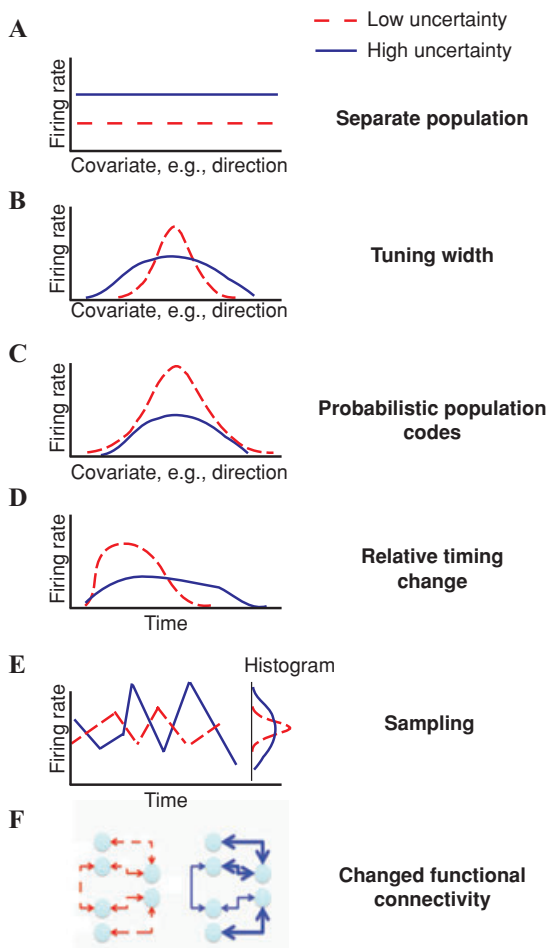 A
Low uncertainty
High uncertainty
Firing rate
Covariate, e.g., direction
Separate population
B
Firing rate
Covariate, e.g., direction
Tuning width
C
Firing rate
Covariate, e.g., direction
Probabilistic population
codes
D
Firing rate
Time
Relative timing
change
E
Histogram
Firing rate
Time
Sampling
F
Changed functional
connectivity